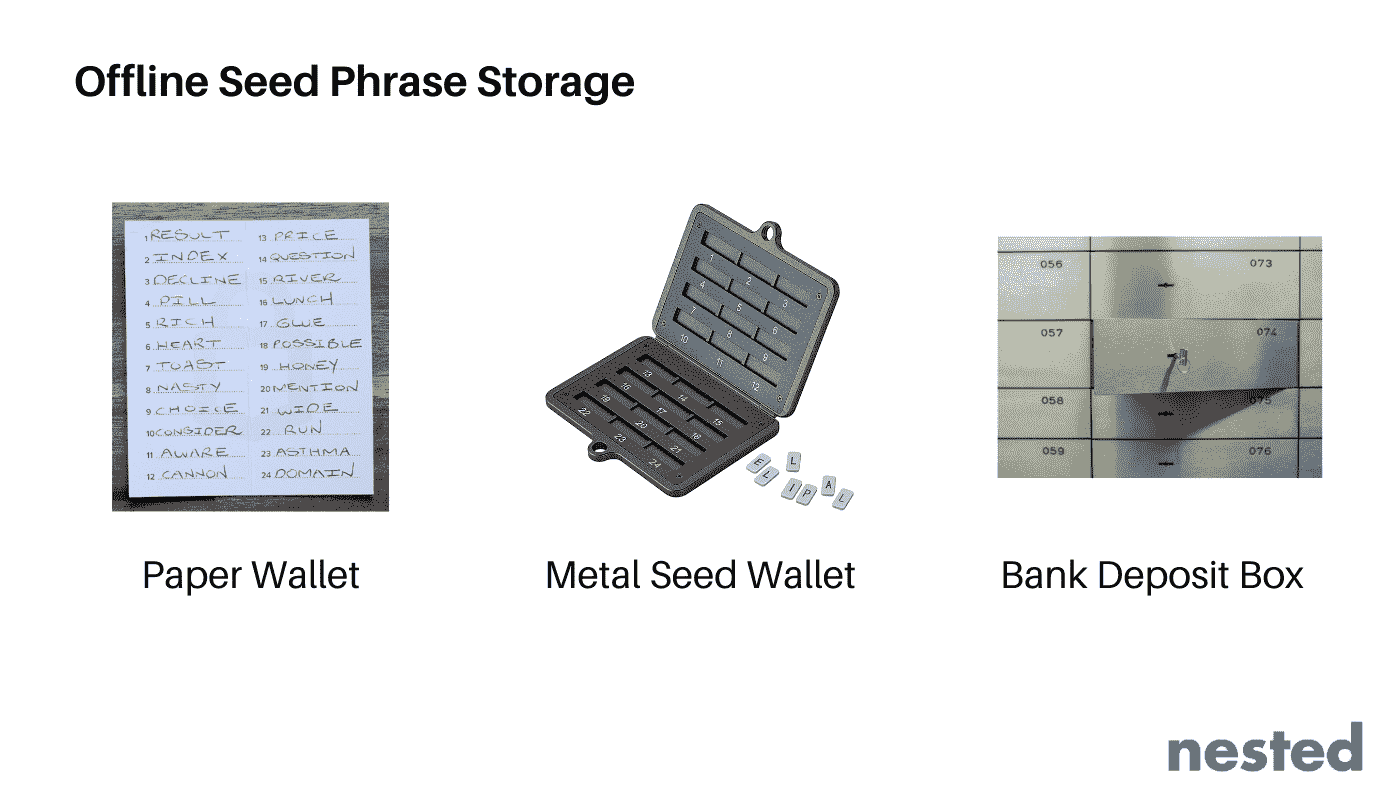 Offline Seed Phrase Storage
1 RESULT
2 INDEX
3 DECLINE
4 PILL
5 RICH
6 HEART
7 TOAST
8 NASTY
9 CHOICE
10 CONSIDER
11 AWARE
12 CANNON
13 PRICE
14 QUESTION
15 RIVER
16 LUNCH
17 GLUE
18 POSSIBLE
19 HONEY
20 MENTION
21 WIDE
22 RUN
23 ASTHMA
24 DOMAIN
1 2 3
4 5 6
7 8 9
10 11 12
13 14 15
16 17 18
19 20 21
22 23 24
E L
L I P A L
056 073
057 074
058 075
059 076
Paper Wallet
Metal Seed Wallet
Bank Deposit Box
nested